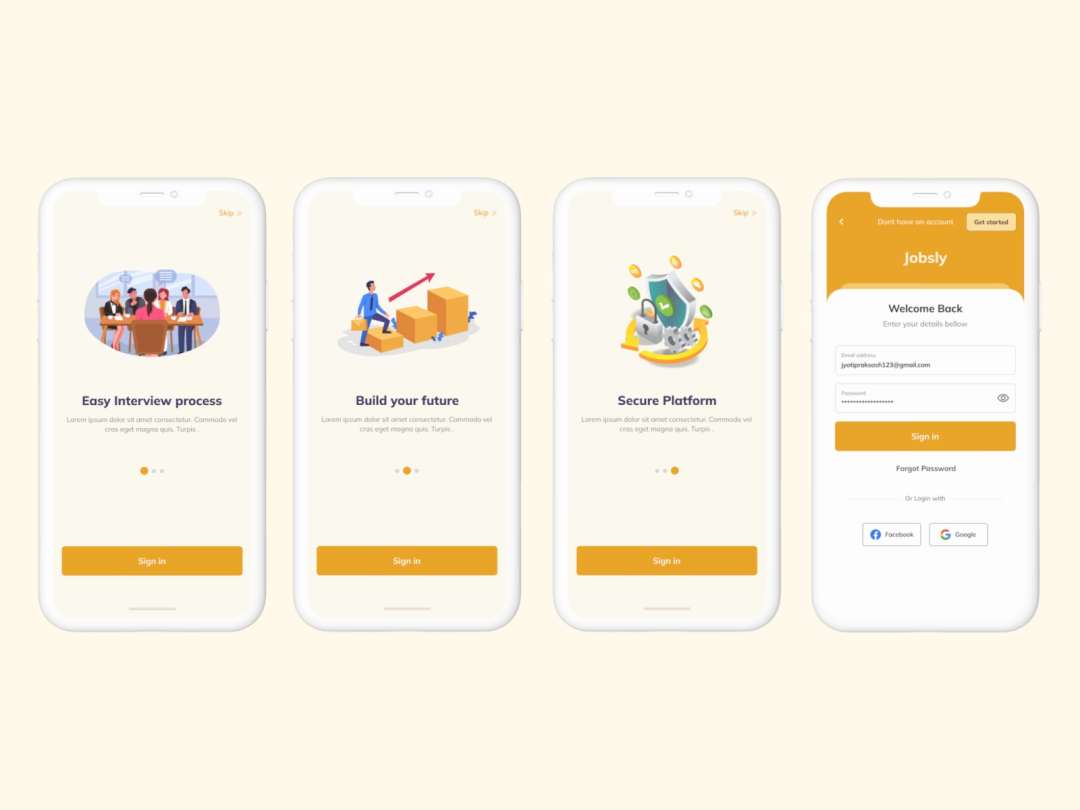 Skip »
Easy Interview process
Lorem ipsum dolor sit amet consectetur. Commodo vel
cras eget magna quis. Turpis .
Sign in
Skip »
Build your future
Lorem ipsum dolor sit amet consectetur. Commodo vel
cras eget magna quis. Turpis .
Sign in
Skip »
Secure Platform
Lorem ipsum dolor sit amet consectetur. Commodo vel
cras eget magna quis. Turpis .
Sign in
Dont have an account
Get started
Jobsly
Welcome Back
Enter your details bellow
Email address
jyotipraksash123@gmail.com
Password
••••••••••••••••••
Sign in
Forgot Password
Or Login with
Facebook
Google